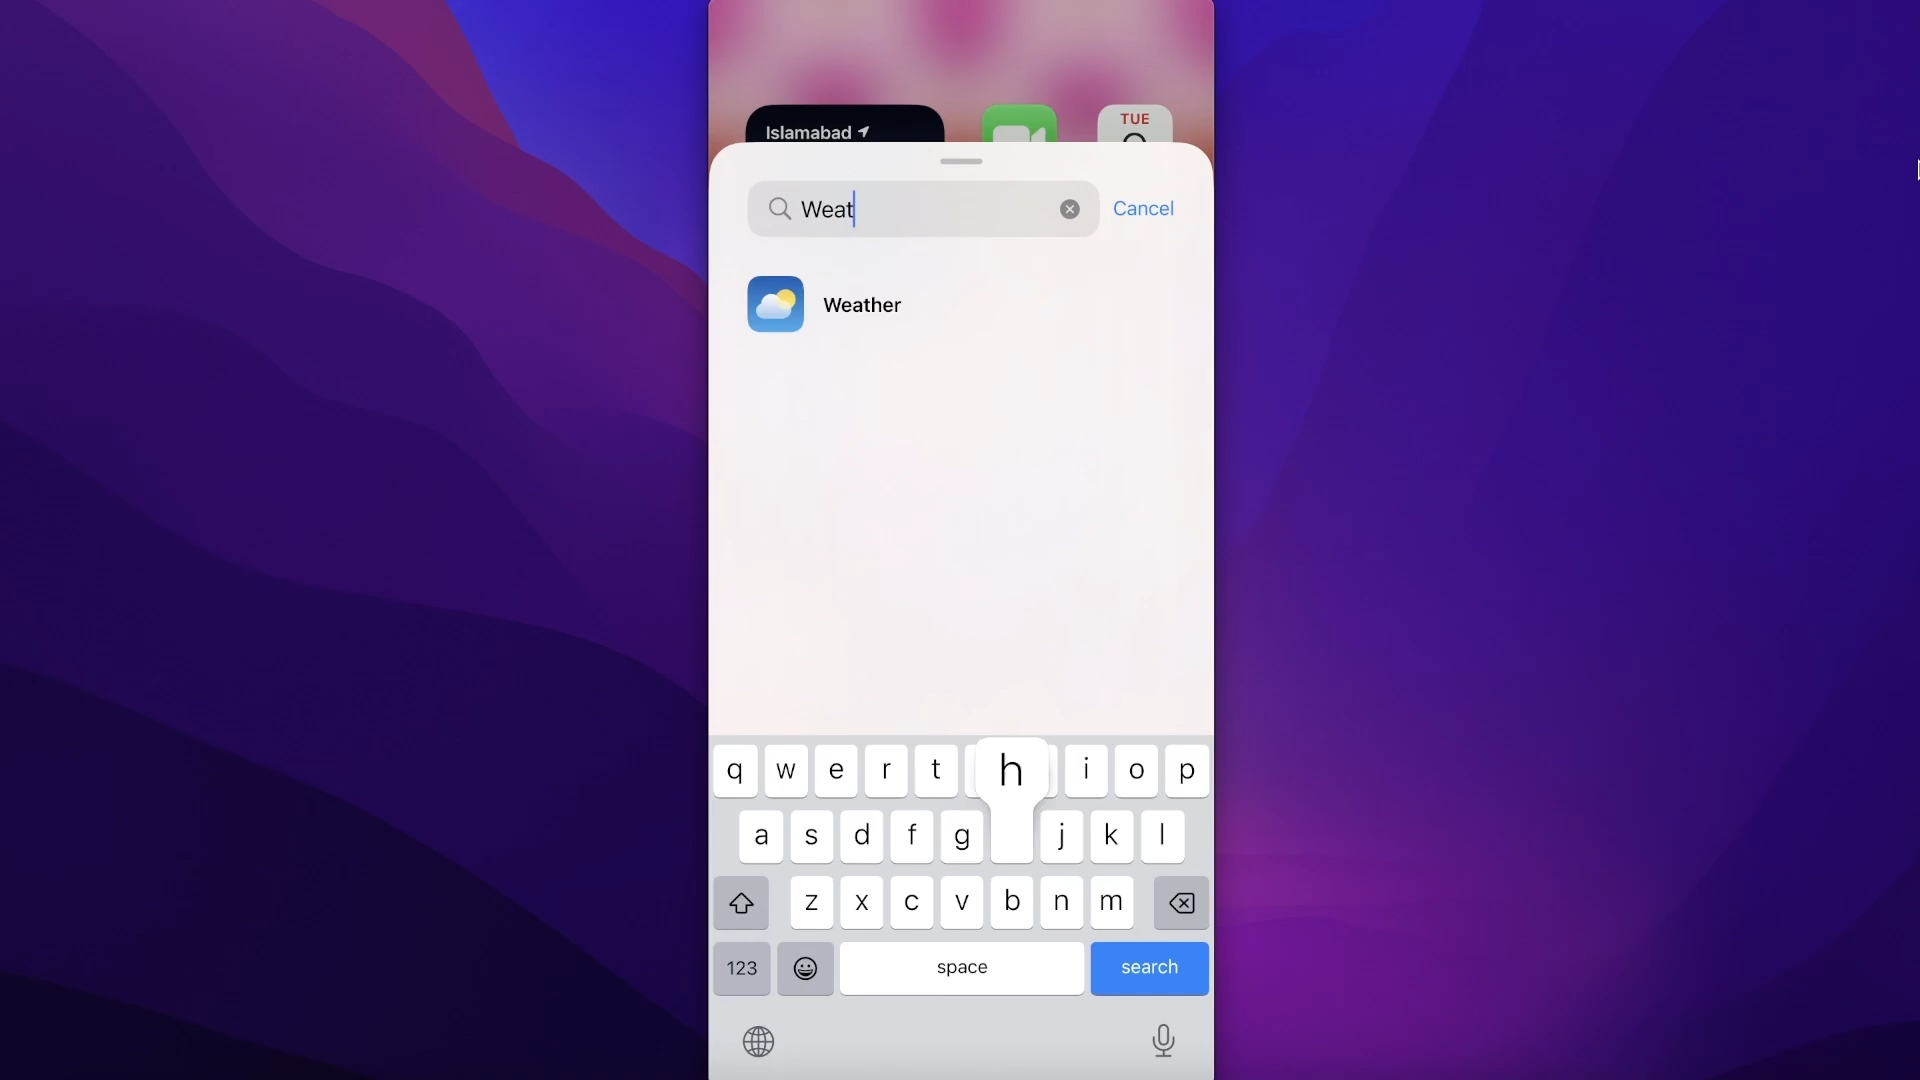 Islamabad
TUE
Weat
Cancel
Weather
q w e r t h i o p
a s d f g j k l
z x c v b n m
123 space search